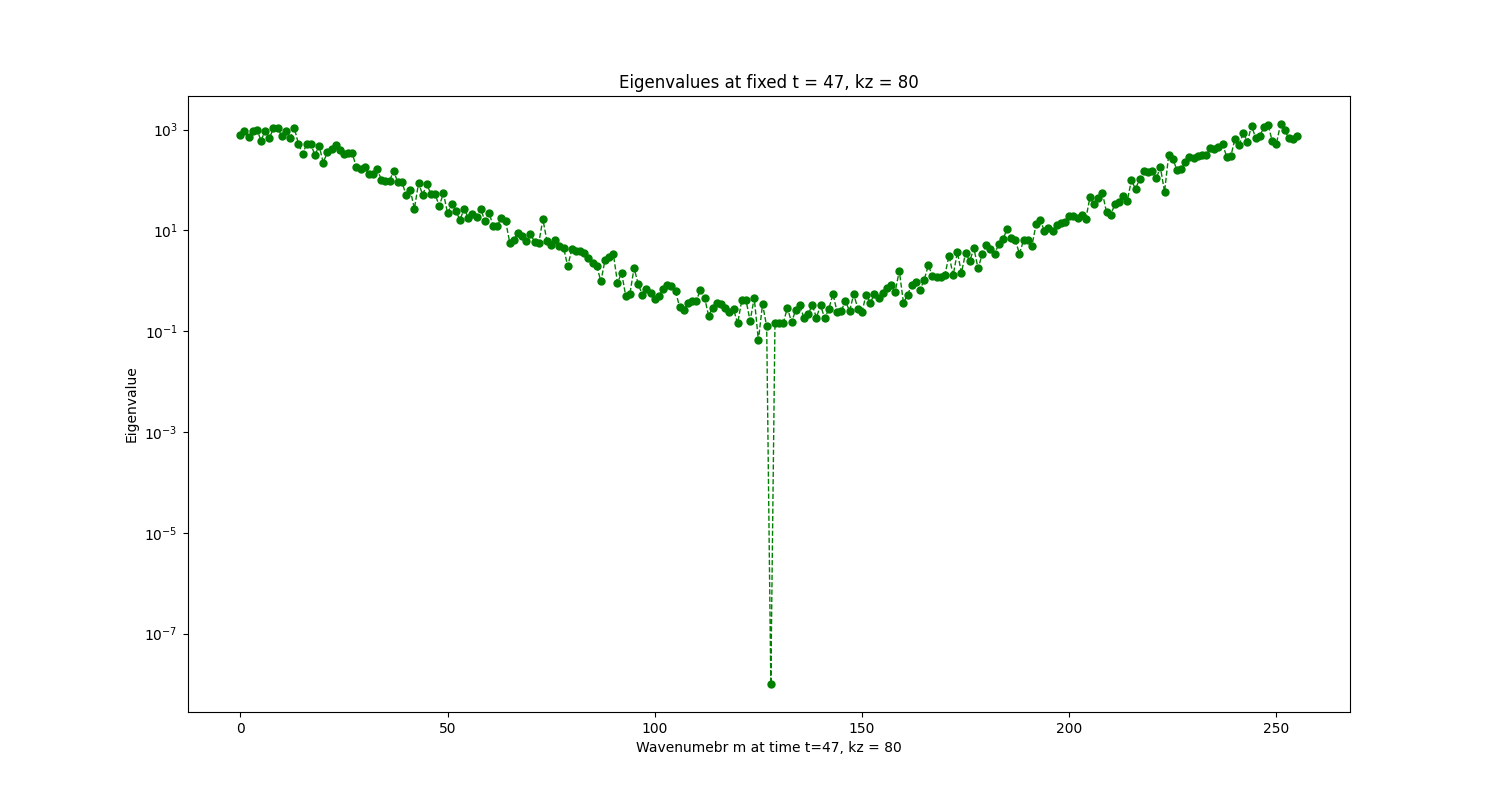 Eigenvalues at fixed t = 47, kz = 80
Eigenvalue
10³
10¹
10⁻¹
10⁻³
10⁻⁵
10⁻⁷
0 50 100 150 200 250
Wavenumebr m at time t=47, kz = 80